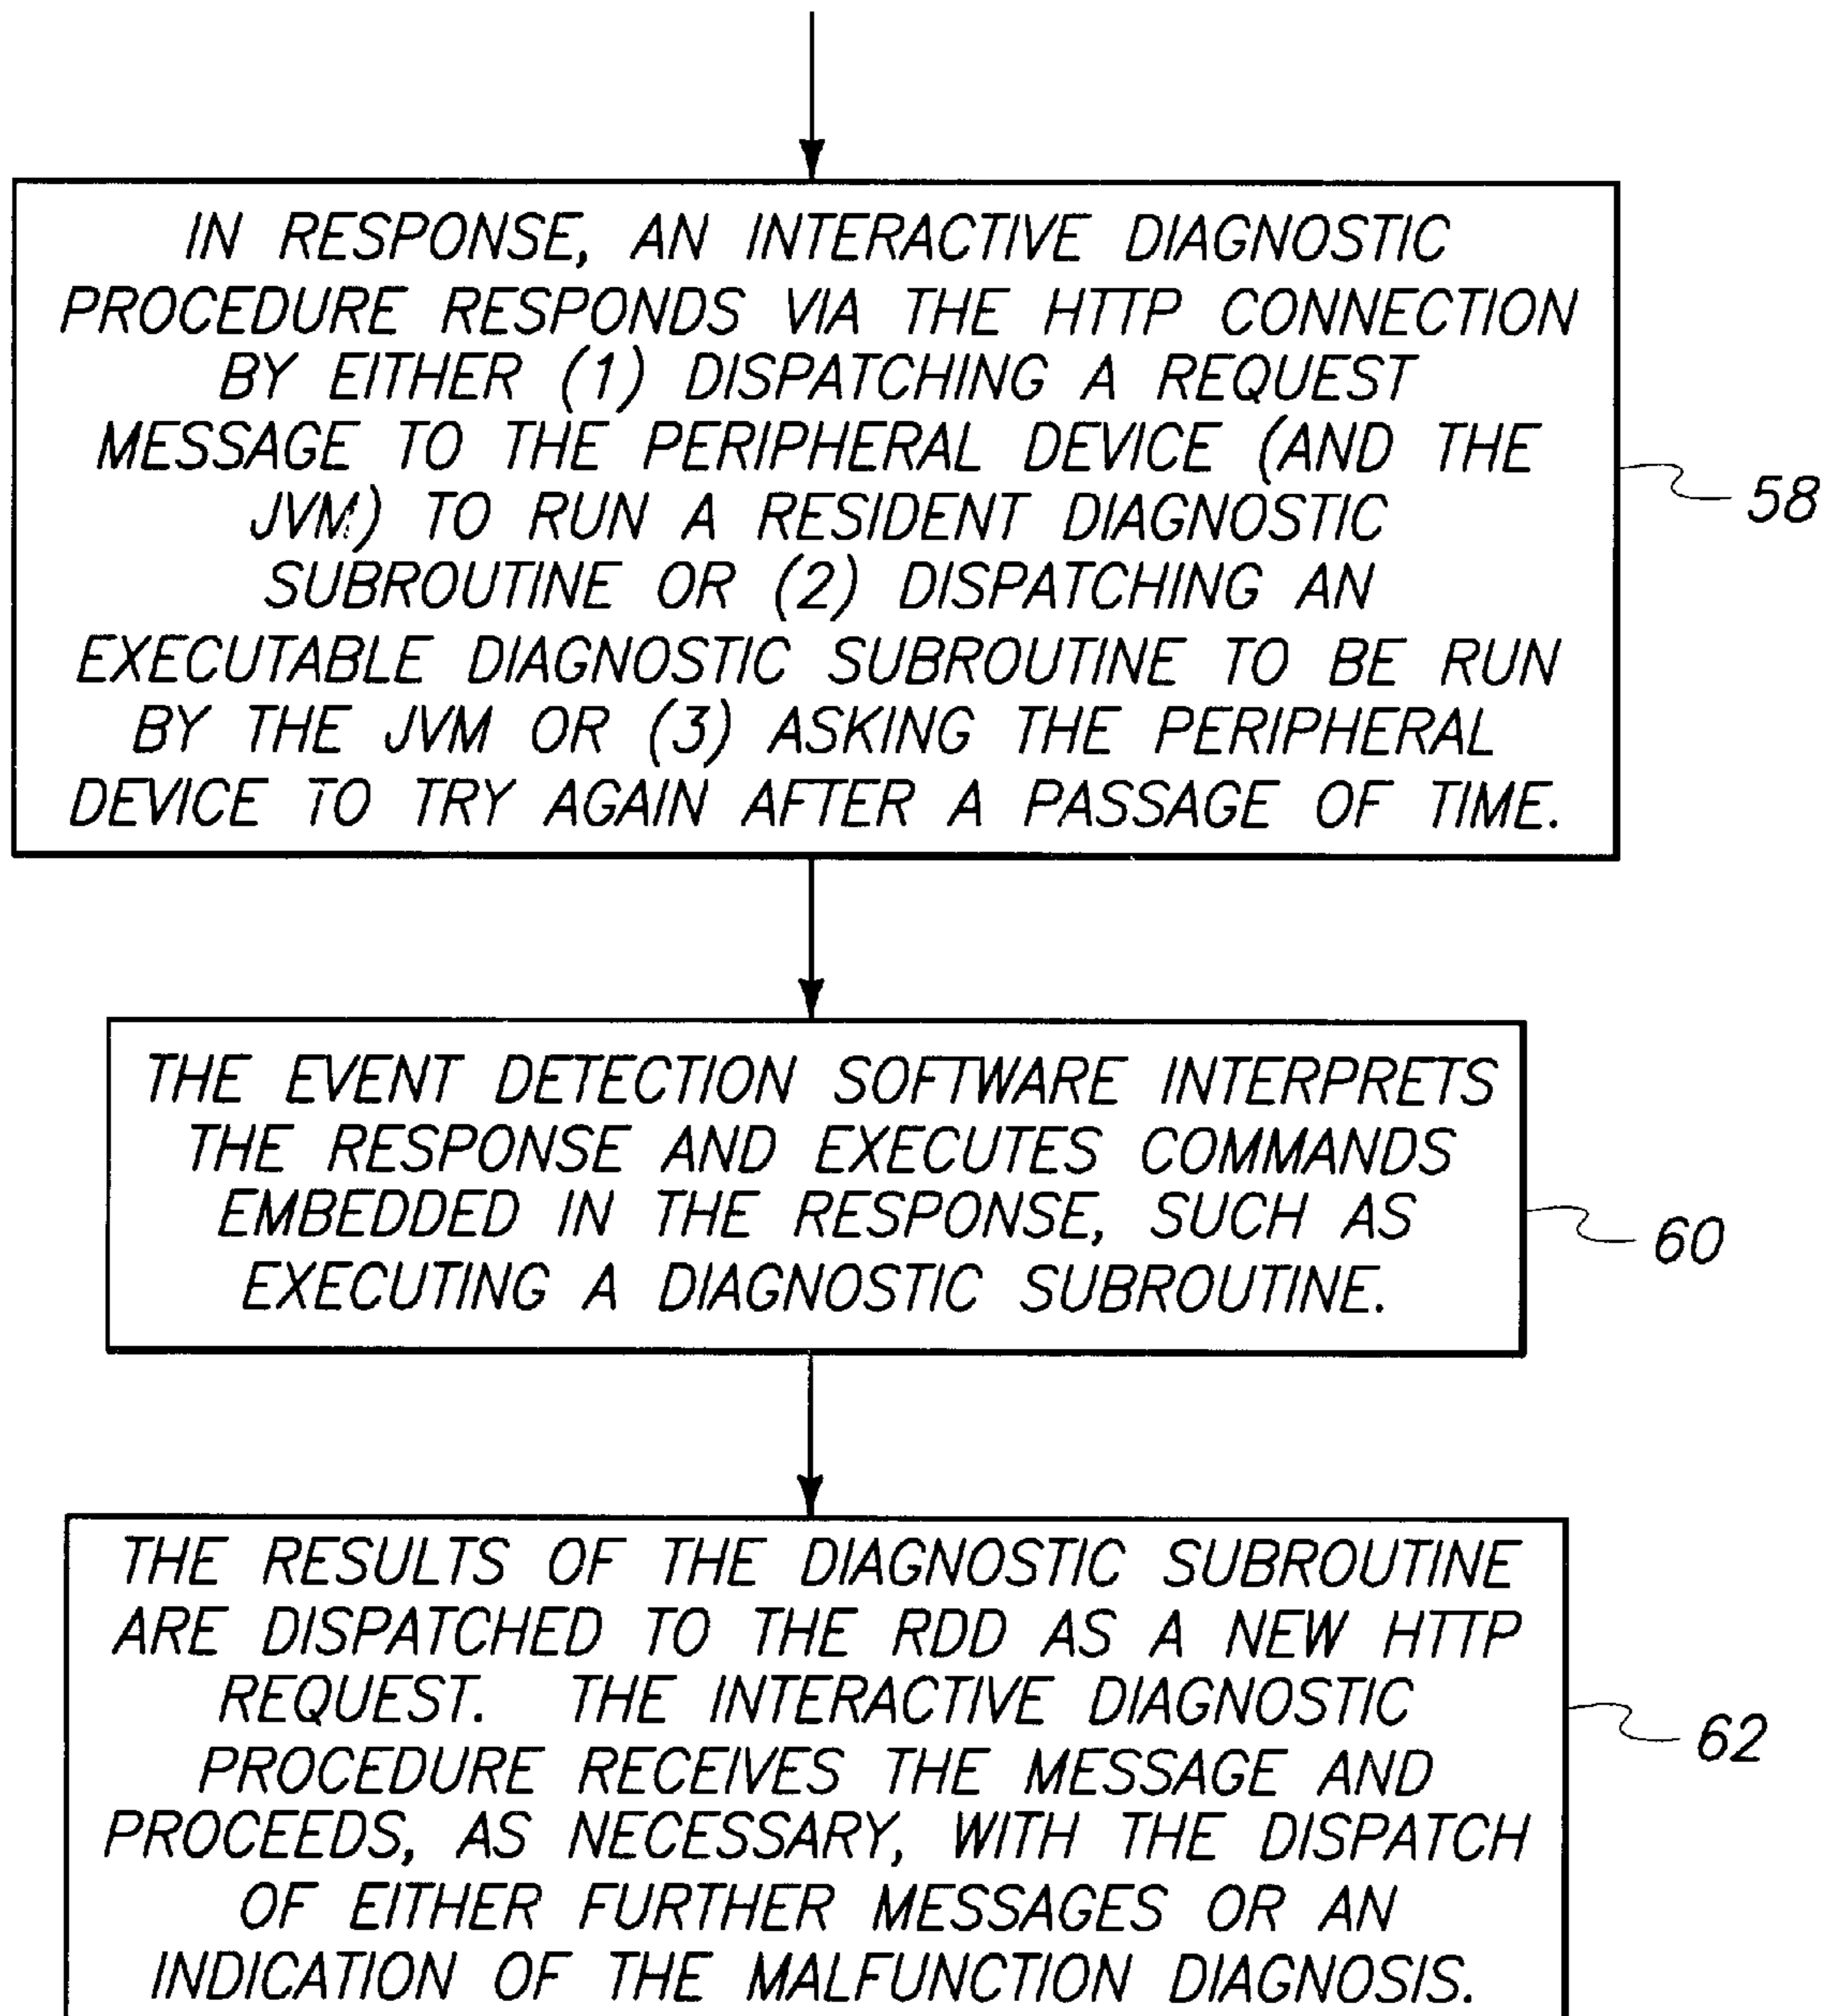 IN RESPONSE, AN INTERACTIVE DIAGNOSTIC
PROCEDURE RESPONDS VIA THE HTTP CONNECTION
BY EITHER (1) DISPATCHING A REQUEST
MESSAGE TO THE PERIPHERAL DEVICE (AND THE
JVM) TO RUN A RESIDENT DIAGNOSTIC
SUBROUTINE OR (2) DISPATCHING AN
EXECUTABLE DIAGNOSTIC SUBROUTINE TO BE RUN
BY THE JVM OR (3) ASKING THE PERIPHERAL
DEVICE TO TRY AGAIN AFTER A PASSAGE OF TIME.
58
THE EVENT DETECTION SOFTWARE INTERPRETS
THE RESPONSE AND EXECUTES COMMANDS
EMBEDDED IN THE RESPONSE, SUCH AS
EXECUTING A DIAGNOSTIC SUBROUTINE.
60
THE RESULTS OF THE DIAGNOSTIC SUBROUTINE
ARE DISPATCHED TO THE RDD AS A NEW HTTP
REQUEST. THE INTERACTIVE DIAGNOSTIC
PROCEDURE RECEIVES THE MESSAGE AND
PROCEEDS, AS NECESSARY, WITH THE DISPATCH
OF EITHER FURTHER MESSAGES OR AN
INDICATION OF THE MALFUNCTION DIAGNOSIS.
62